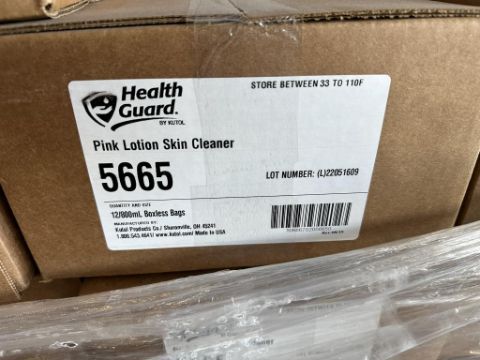 Health
Guard.
BY KUTOL
STORE BETWEEN 33 TO 110F
Pink Lotion Skin Cleaner
5665
LOT NUMBER: (L)22051609
QUANTITY AND SIZE
12/800mL Boxless Bags
MANUFACTURED BY:
Kutol Products Co./ Sharonville, OH 45241
1.800.543.4641/ www.kutol.com/ Made In USA